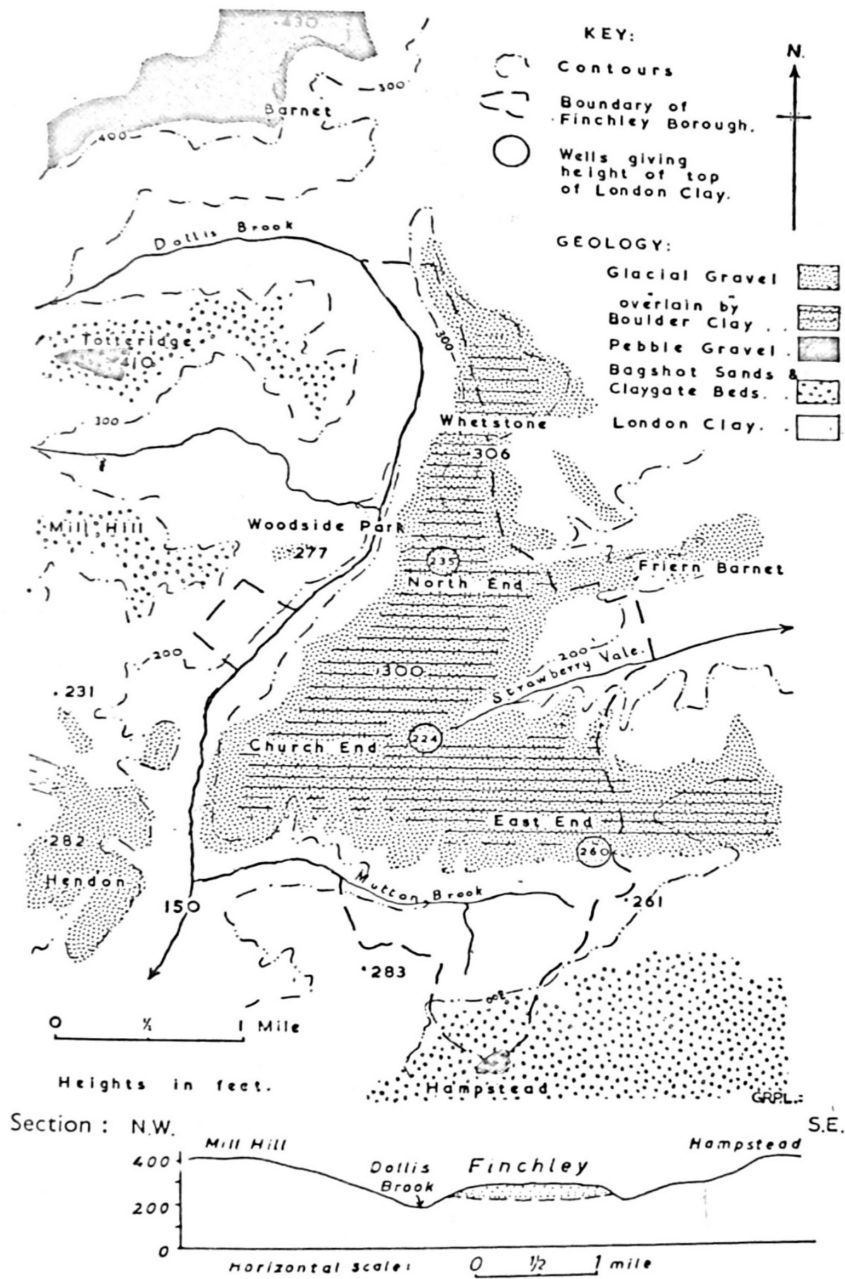 KEY:
Contours
Boundary of
Finchley Borough.
Wells giving
height of top
of London Clay.
N.
GEOLOGY:
Glacial Gravel
overlain by
Boulder Clay . .
Pebble Gravel .
Bagshot Sands &
Claygate Beds. .
London Clay. .
430
300
Barnet
400
Dollis Brook
300
Totteridge
410
300
Whetstone
306
Mill Hill
Woodside Park
277
235
North End
Friern Barnet
200
200
Strawberry Vale.
300
231
224
Church End
East End
282
260
Hendon
Mutton Brook
150
261
283
300
0 ½ 1 Mile
Heights in feet.
Hampstead
G.R.P.L.
Section : N.W.
S.E.
Mill Hill
Hampstead
400
Dollis
Brook
Finchley
200
0
Horizontal Scale:
0 1/2 1 mile